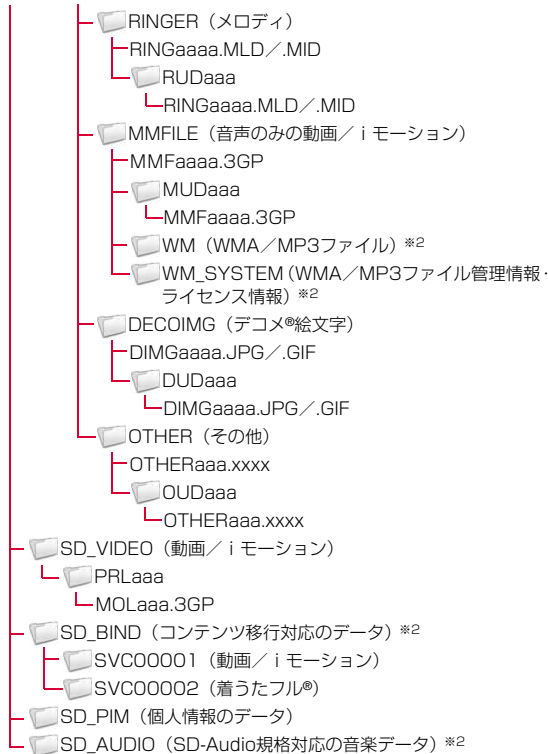 RINGER（メロディ）
RINGaaaa.MLD／.MID
RUDaaa
RINGaaaa.MLD／.MID
MMFILE（音声のみの動画／ｉモーション）
MMFaaaa.3GP
MUDaaa
MMFaaaa.3GP
WM（WMA／MP3ファイル）※2
WM_SYSTEM（WMA／MP3ファイル管理情報・
ライセンス情報）※2
DECOIMG（デコメ®絵文字）
DIMGaaaa.JPG／.GIF
DUDaaa
DIMGaaaa.JPG／.GIF
OTHER（その他）
OTHERaaa.xxxx
OUDaaa
OTHERaaa.xxxx
SD_VIDEO（動画／ｉモーション）
PRLaaa
MOLaaa.3GP
SD_BIND（コンテンツ移行対応のデータ）※2
SVC00001（動画／ｉモーション）
SVC00002（着うたフル®）
SD_PIM（個人情報のデータ）
SD_AUDIO（SD-Audio規格対応の音楽データ）※2